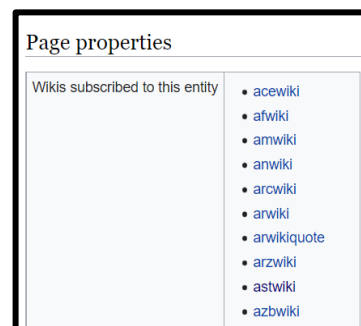 Page properties
Wikis subscribed to this entity
acewiki
afwiki
amwiki
anwiki
arcwiki
arwiki
arwikiquote
arzwiki
astwiki
azbwiki